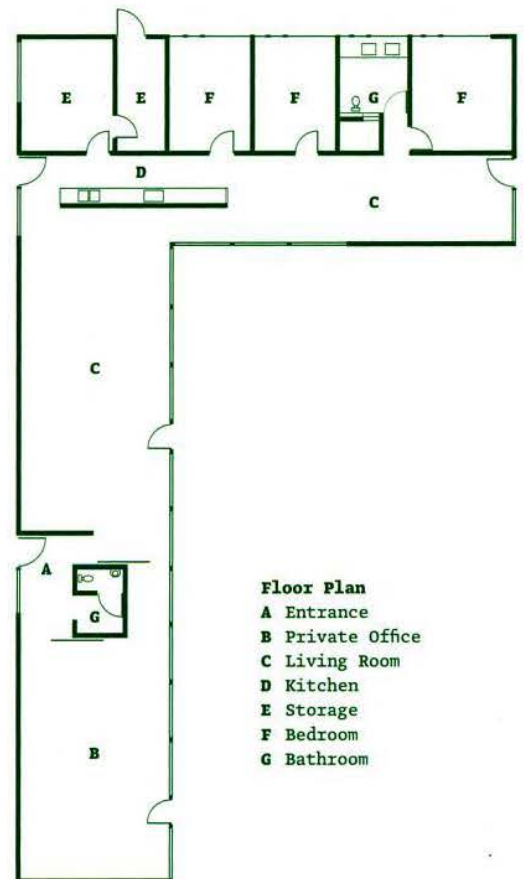 E
E
F
F
G
F
D
C
C
A
G
B
Floor Plan
A Entrance
B Private Office
C Living Room
D Kitchen
E Storage
F Bedroom
G Bathroom